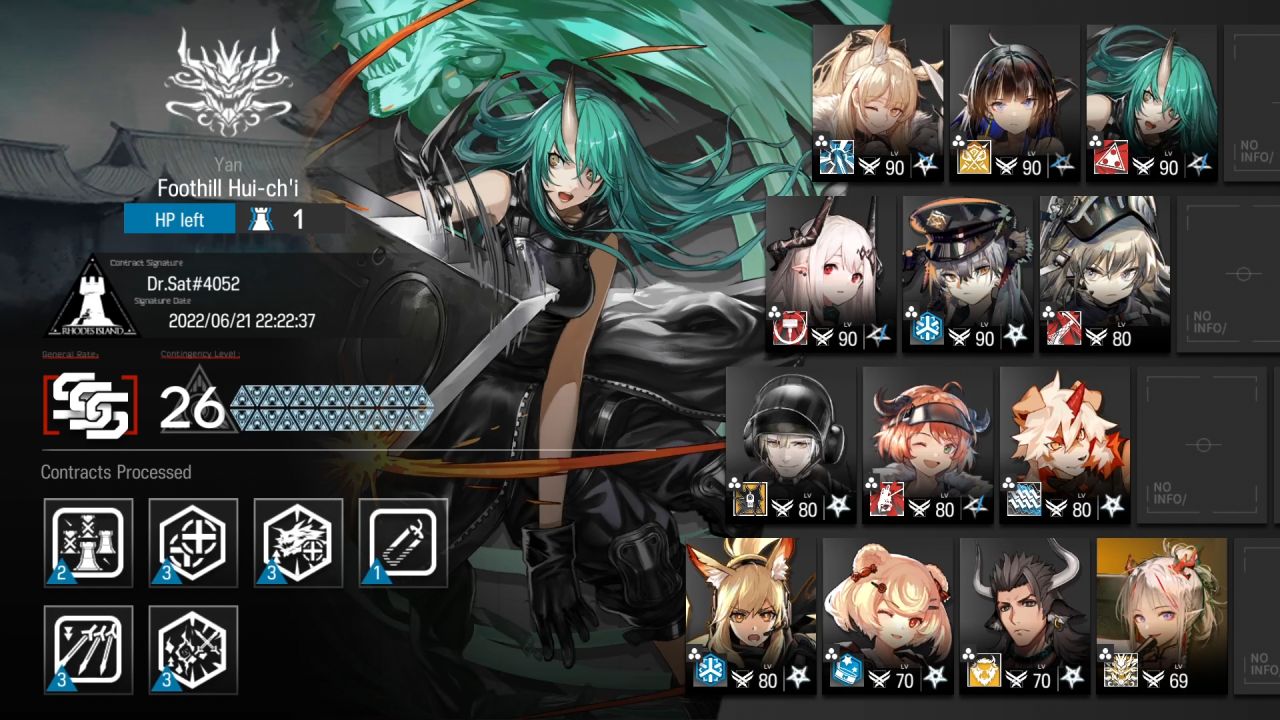 Yan
Foothill Hui-ch'i
HP left 1
Contract Signature
Dr.Sat#4052
Signature Date
2022/06/21 22:22:37
RHODES ISLAND
General Rate:
Contingency Level:
26
Contracts Processed
2 3 3 1
3 3
LV 90 LV 90 LV 90 NO INFO/
LV 90 LV 90 LV 80 NO INFO/
LV 80 LV 80 LV 80 NO INFO/
LV 80 LV 70 LV 70 LV 69 NO INFO